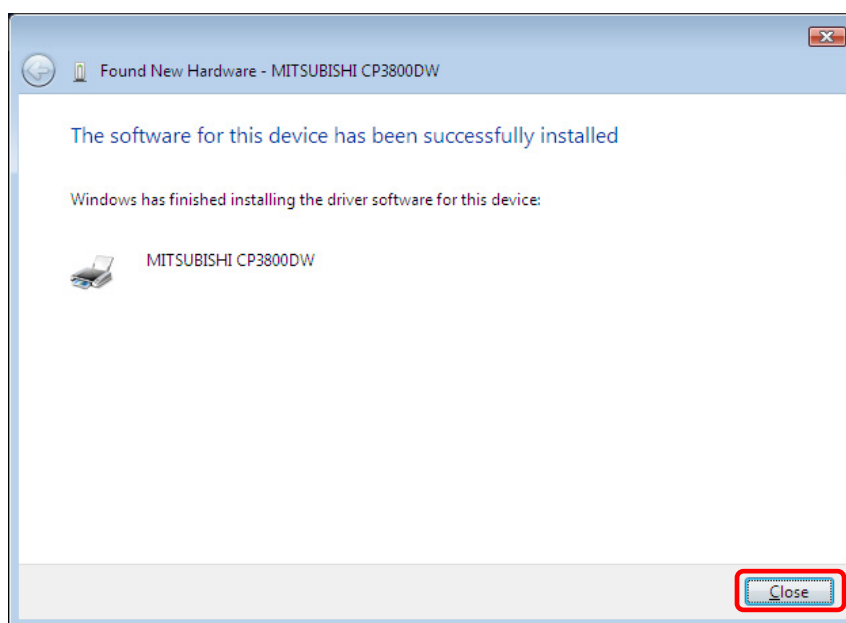 Found New Hardware - MITSUBISHI CP3800DW
The software for this device has been successfully installed
Windows has finished installing the driver software for this device:
MITSUBISHI CP3800DW
Close